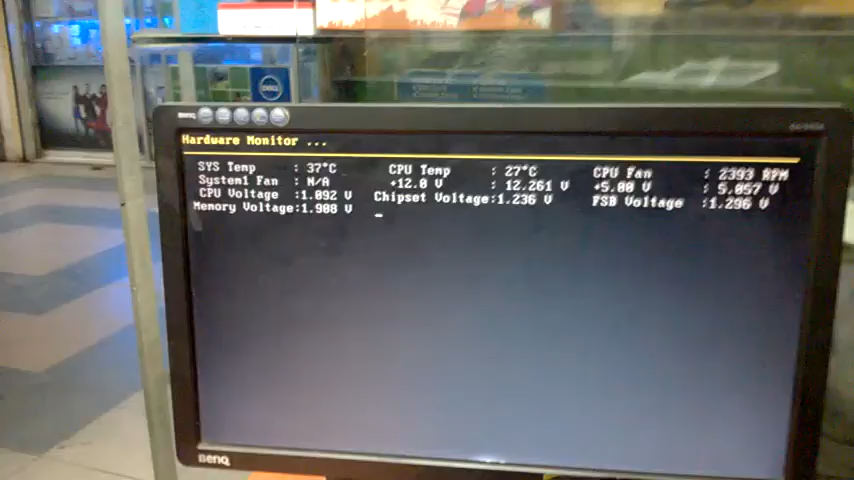 DELL
BenQ
Hardware Monitor ...
SYS Temp : 37°C CPU Temp : 27°C CPU Fan : 2393 RPM
System1 Fan : N/A +12.0 V : 12.261 V +5.00 V : 5.057 V
CPU Voltage :1.092 V Chipset Voltage:1.236 V FSB Voltage :1.296 V
Memory Voltage:1.908 V
BenQ